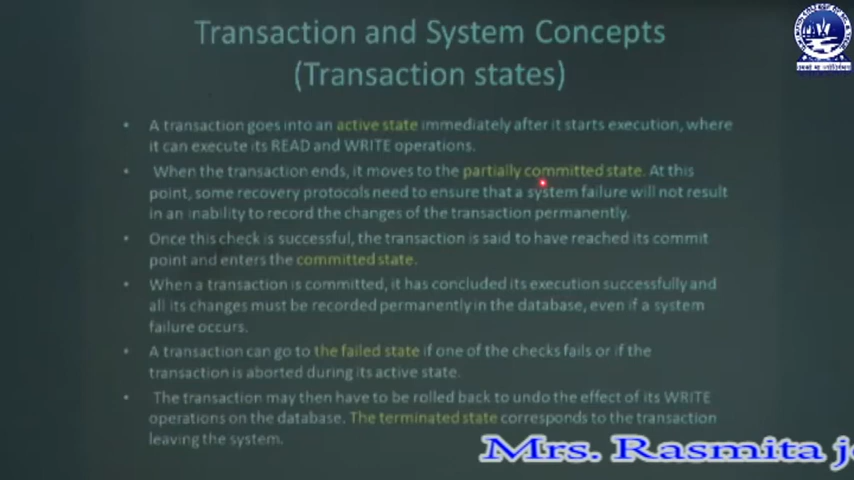 Transaction and System Concepts
(Transaction states)
• A transaction goes into an active state immediately after it starts execution, where
it can execute its READ and WRITE operations.
• When the transaction ends, it moves to the partially committed state. At this
point, some recovery protocols need to ensure that a system failure will not result
in an inability to record the changes of the transaction permanently.
• Once this check is successful, the transaction is said to have reached its commit
point and enters the committed state.
• When a transaction is committed, it has concluded its execution successfully and
all its changes must be recorded permanently in the database, even if a system
failure occurs.
• A transaction can go to the failed state if one of the checks fails or if the
transaction is aborted during its active state.
• The transaction may then have to be rolled back to undo the effect of its WRITE
operations on the database. The terminated state corresponds to the transaction
leaving the system.
Mrs. Rasmita